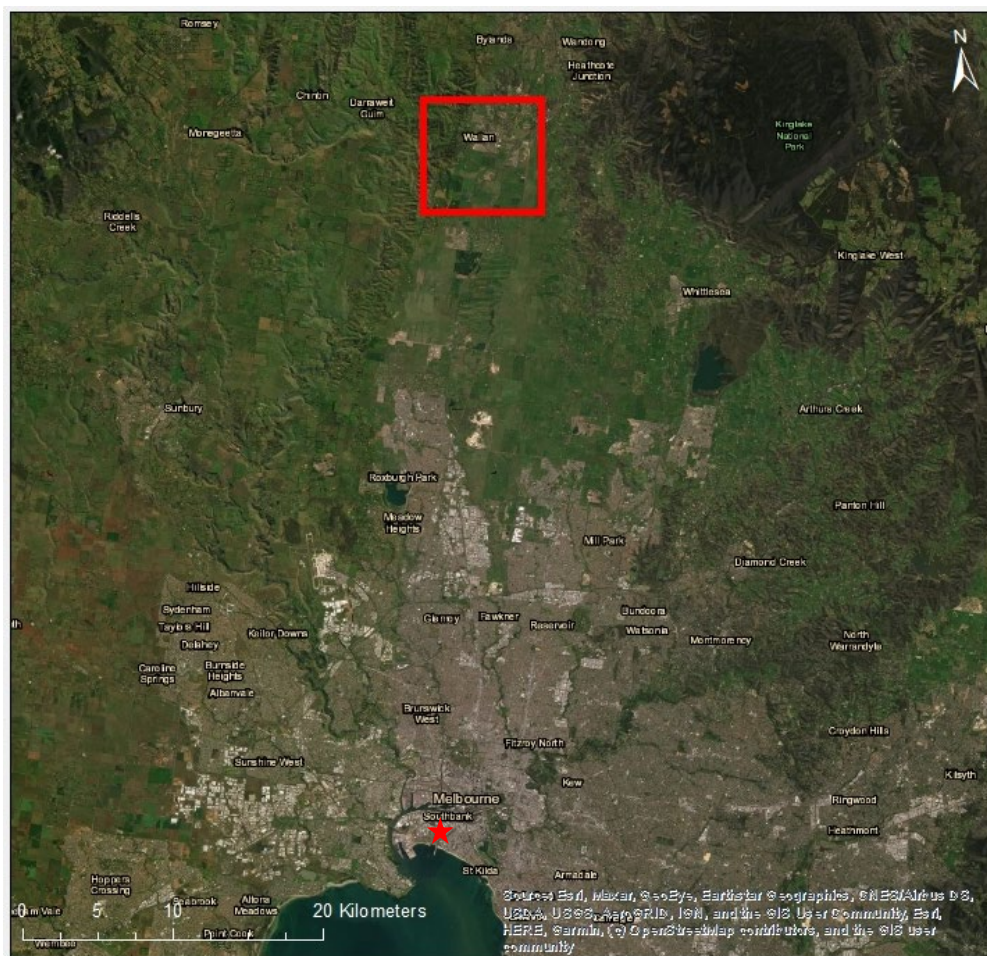 Romsey
Bylands
Wandong
N
Heathcote
Junction
Chintin
Darraweit
Guim
Monegeetta
Wallan
Kinglake
National
Park
Riddells
Creek
Kinglake West
Whittlesea
Sunbury
Arthurs Creek
Roxburgh Park
Meadow
Heights
Panton Hill
Mill Park
Diamond Creek
Hillside
Sydenham
Taylors Hill
Keilor Downs
Delahey
Glenroy
Fawkner
Reservoir
Bundoora
Watsonia
Montmorency
North
Warrandyte
Caroline
Springs
Burnside
Heights
Albanvale
Brunswick
West
Fitzroy North
Croydon Hills
Sunshine West
Kew
Kilsyth
Melbourne
Southbank
Ringwood
Heathmont
St Kilda
Armadale
Hoppers
Crossing
Seabrook
Altona
Meadows
Point Cook
0 5 10 20 Kilometers
Source: Esri, Maxar, GeoEye, Earthstar Geographics, CNES/Airbus DS,
USDA, USGS, AeroGRID, IGN, and the GIS User Community, Esri,
HERE, Garmin, (c) OpenStreetMap contributors, and the GIS user
community